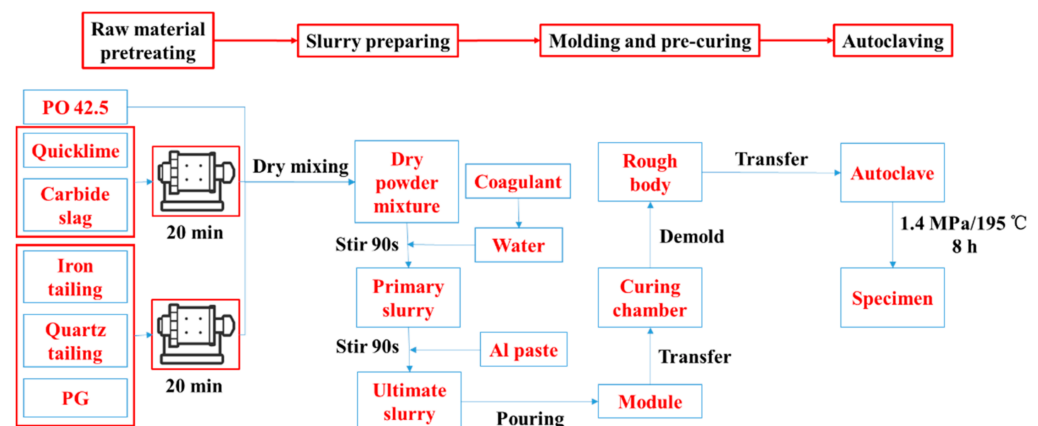 Raw material
pretreating
Slurry preparing
Molding and pre-curing
Autoclaving
PO 42.5
Quicklime
Carbide
slag
20 min
Iron
tailing
Quartz
tailing
PG
20 min
Dry mixing
Dry
powder
mixture
Coagulant
Stir 90s
Water
Primary
slurry
Stir 90s
Al paste
Ultimate
slurry
Pouring
Module
Transfer
Curing
chamber
Demold
Rough
body
Transfer
Autoclave
1.4 MPa/195 ℃
8 h
Specimen